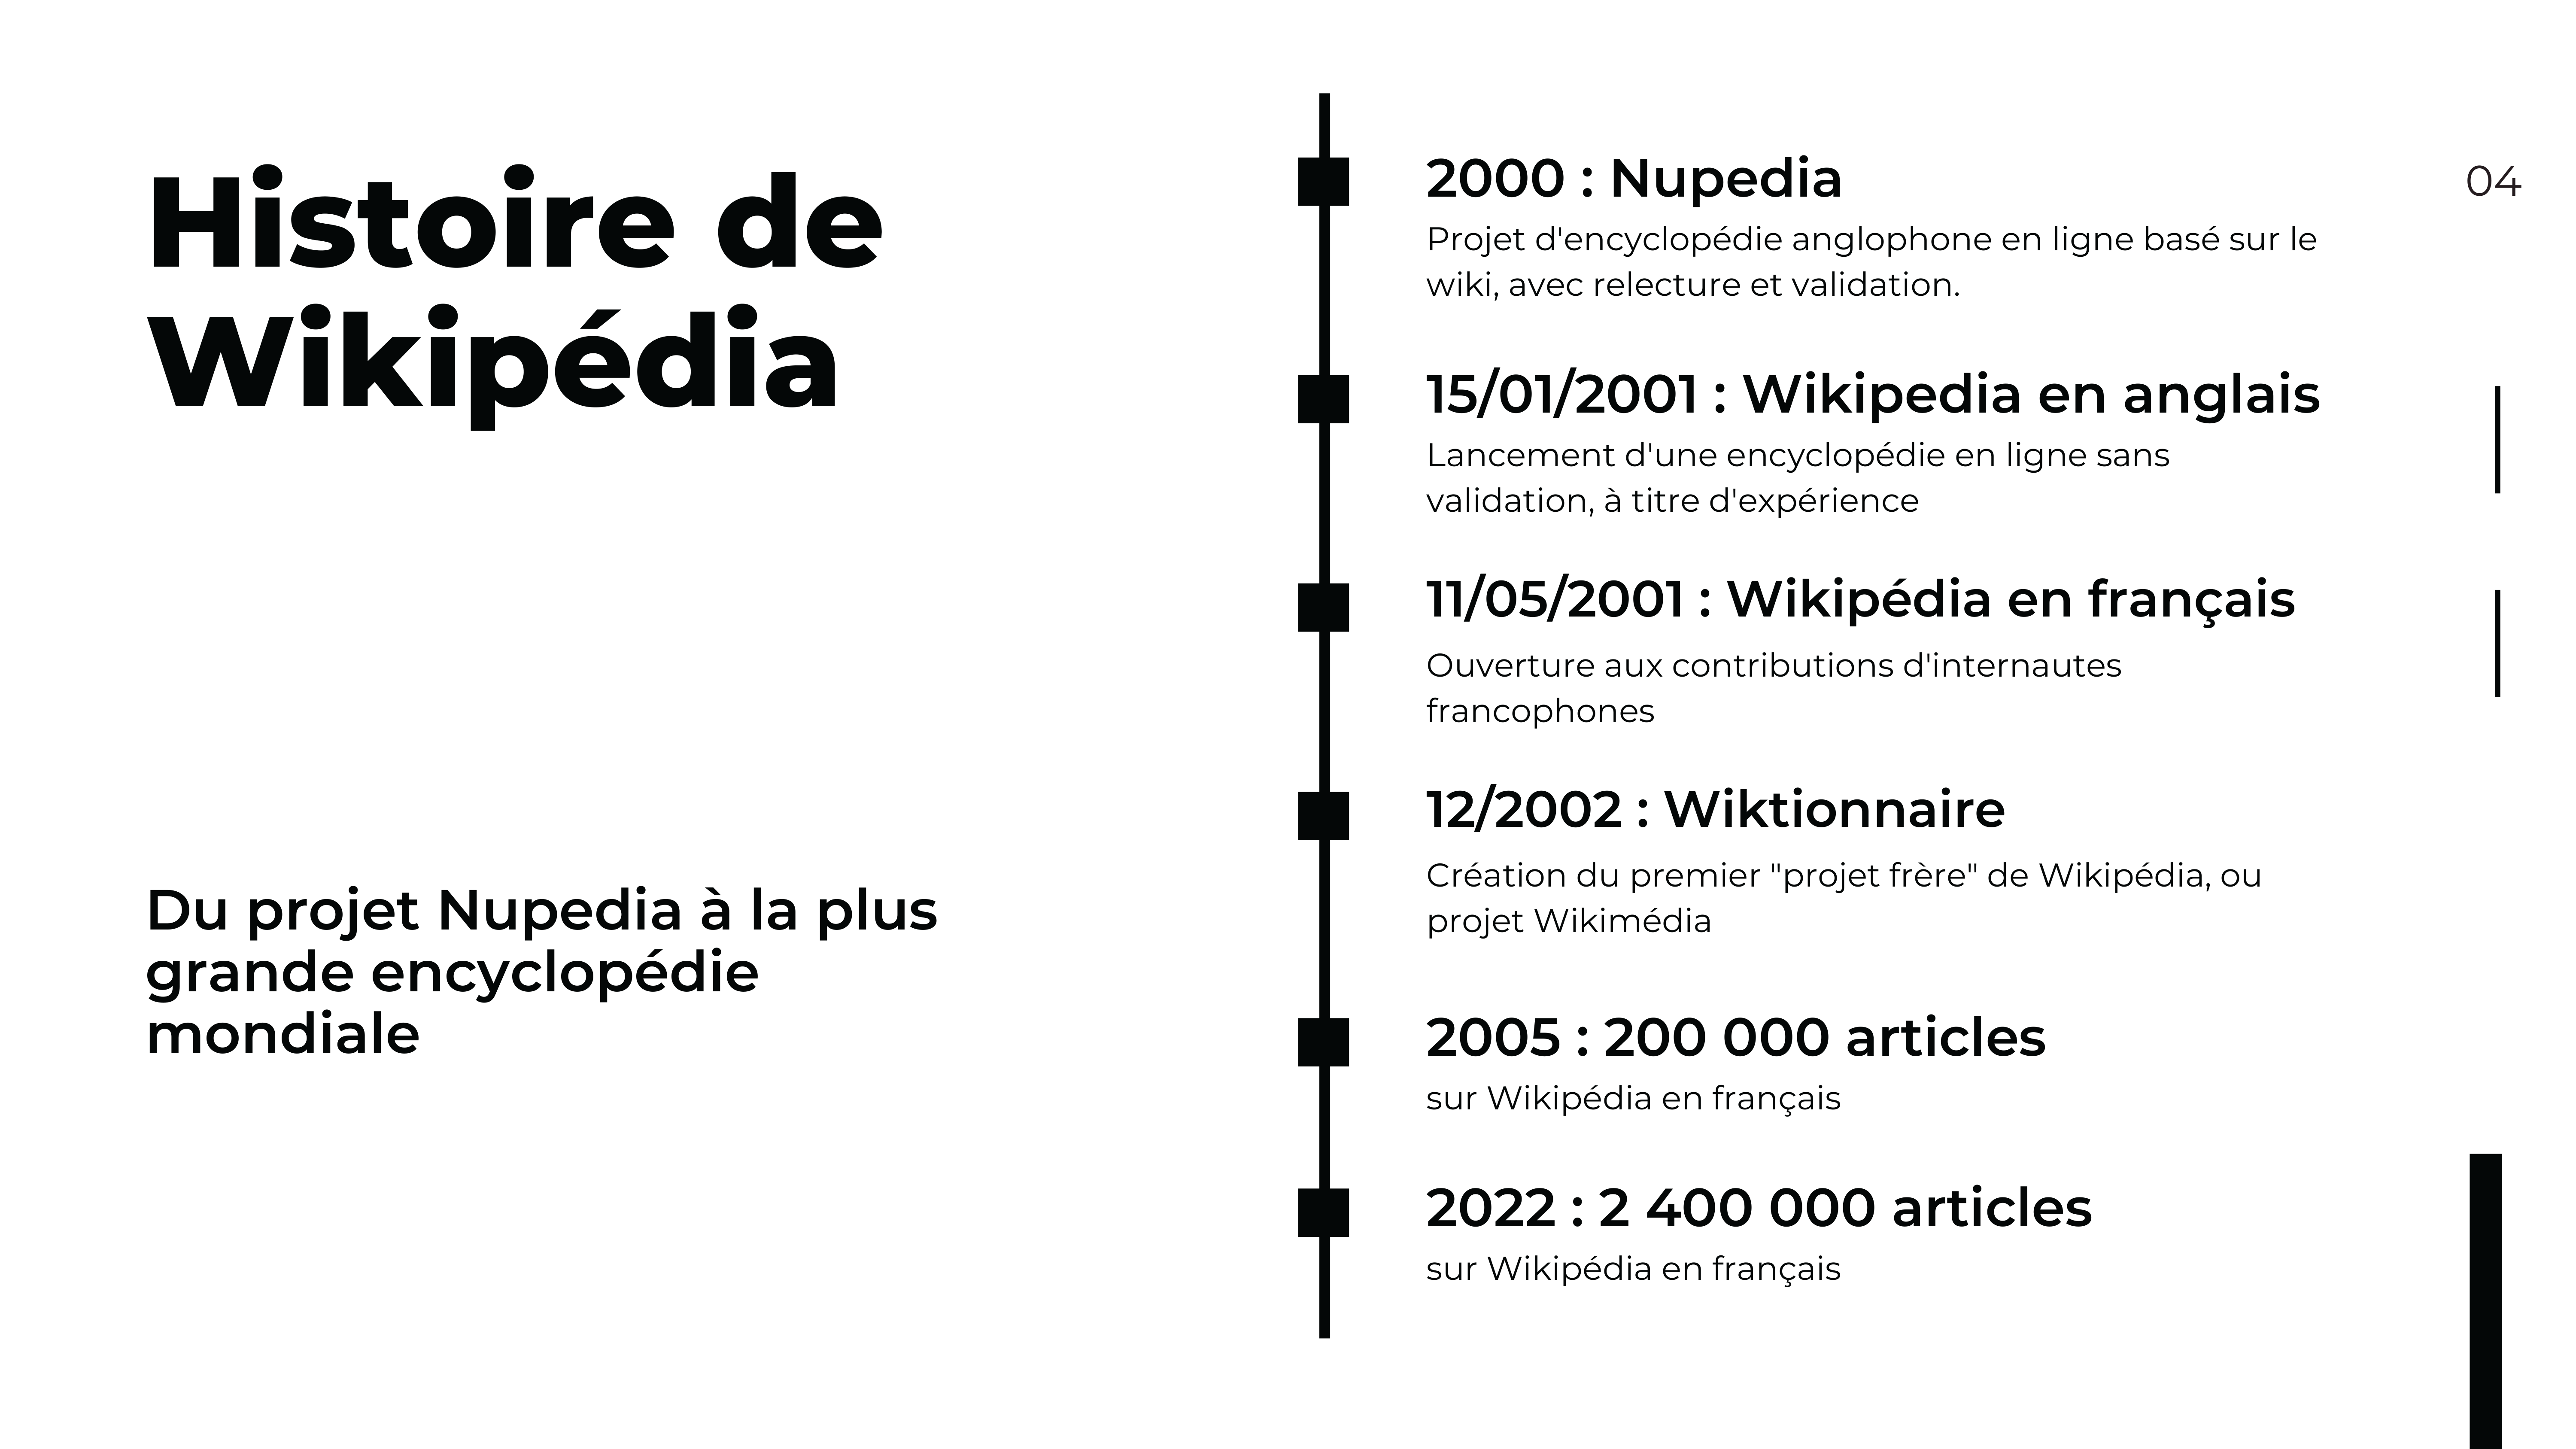 Histoire de
Wikipédia
Du projet Nupedia à la plus
grande encyclopédie
mondiale
2000 : Nupedia
Projet d'encyclopédie anglophone en ligne basé sur le
wiki, avec relecture et validation.
15/01/2001 : Wikipedia en anglais
Lancement d'une encyclopédie en ligne sans
validation, à titre d'expérience
11/05/2001 : Wikipédia en français
Ouverture aux contributions d'internautes
francophones
12/2002 : Wiktionnaire
Création du premier "projet frère" de Wikipédia, ou
projet Wikimédia
2005 : 200 000 articles
sur Wikipédia en français
2022 : 2 400 000 articles
sur Wikipédia en français
04